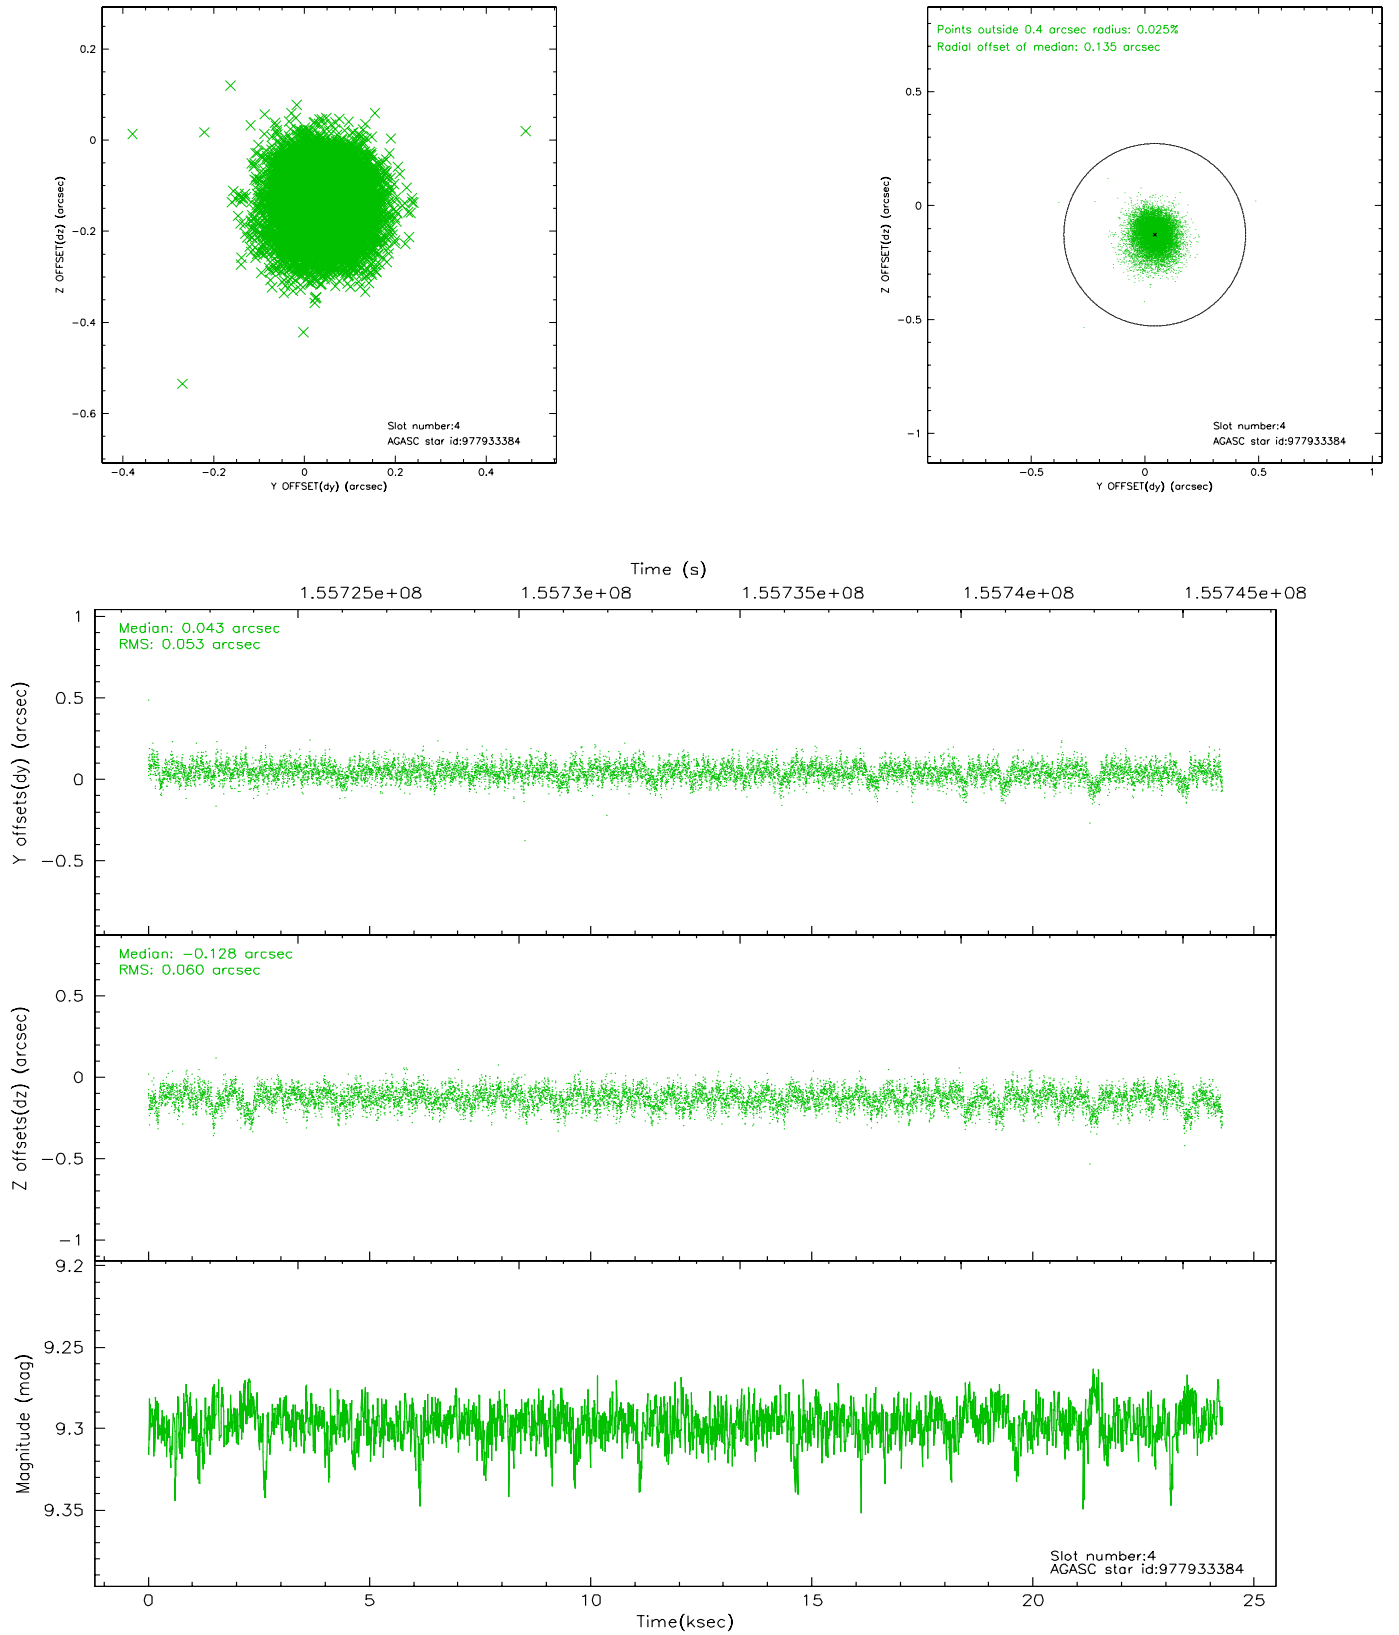 0.2
0
−0.2
−0.4
−0.6
Z OFFSET(dz) (arcsec)
Slot number:4
AGASC star id:977933384
−0.4
−0.2
0
0.2
0.4
Y OFFSET(dy) (arcsec)
Points outside 0.4 arcsec radius: 0.025%
Radial offset of median: 0.135 arcsec
0.5
0
−0.5
−1
Z OFFSET(dz) (arcsec)
Slot number:4
AGASC star id:977933384
−0.5
0
0.5
1
Y OFFSET(dy) (arcsec)
Time (s)
1.55725e+08
1.5573e+08
1.55735e+08
1.5574e+08
1.55745e+08
Median: 0.043 arcsec
RMS: 0.053 arcsec
1
0.5
0
−0.5
Y offsets(dy) (arcsec)
Median: −0.128 arcsec
RMS: 0.060 arcsec
0.5
0
−0.5
−1
Z offsets(dz) (arcsec)
9.2
9.25
9.3
9.35
Magnitude (mag)
Slot number:4
AGASC star id:977933384
0
5
10
15
20
25
Time(ksec)